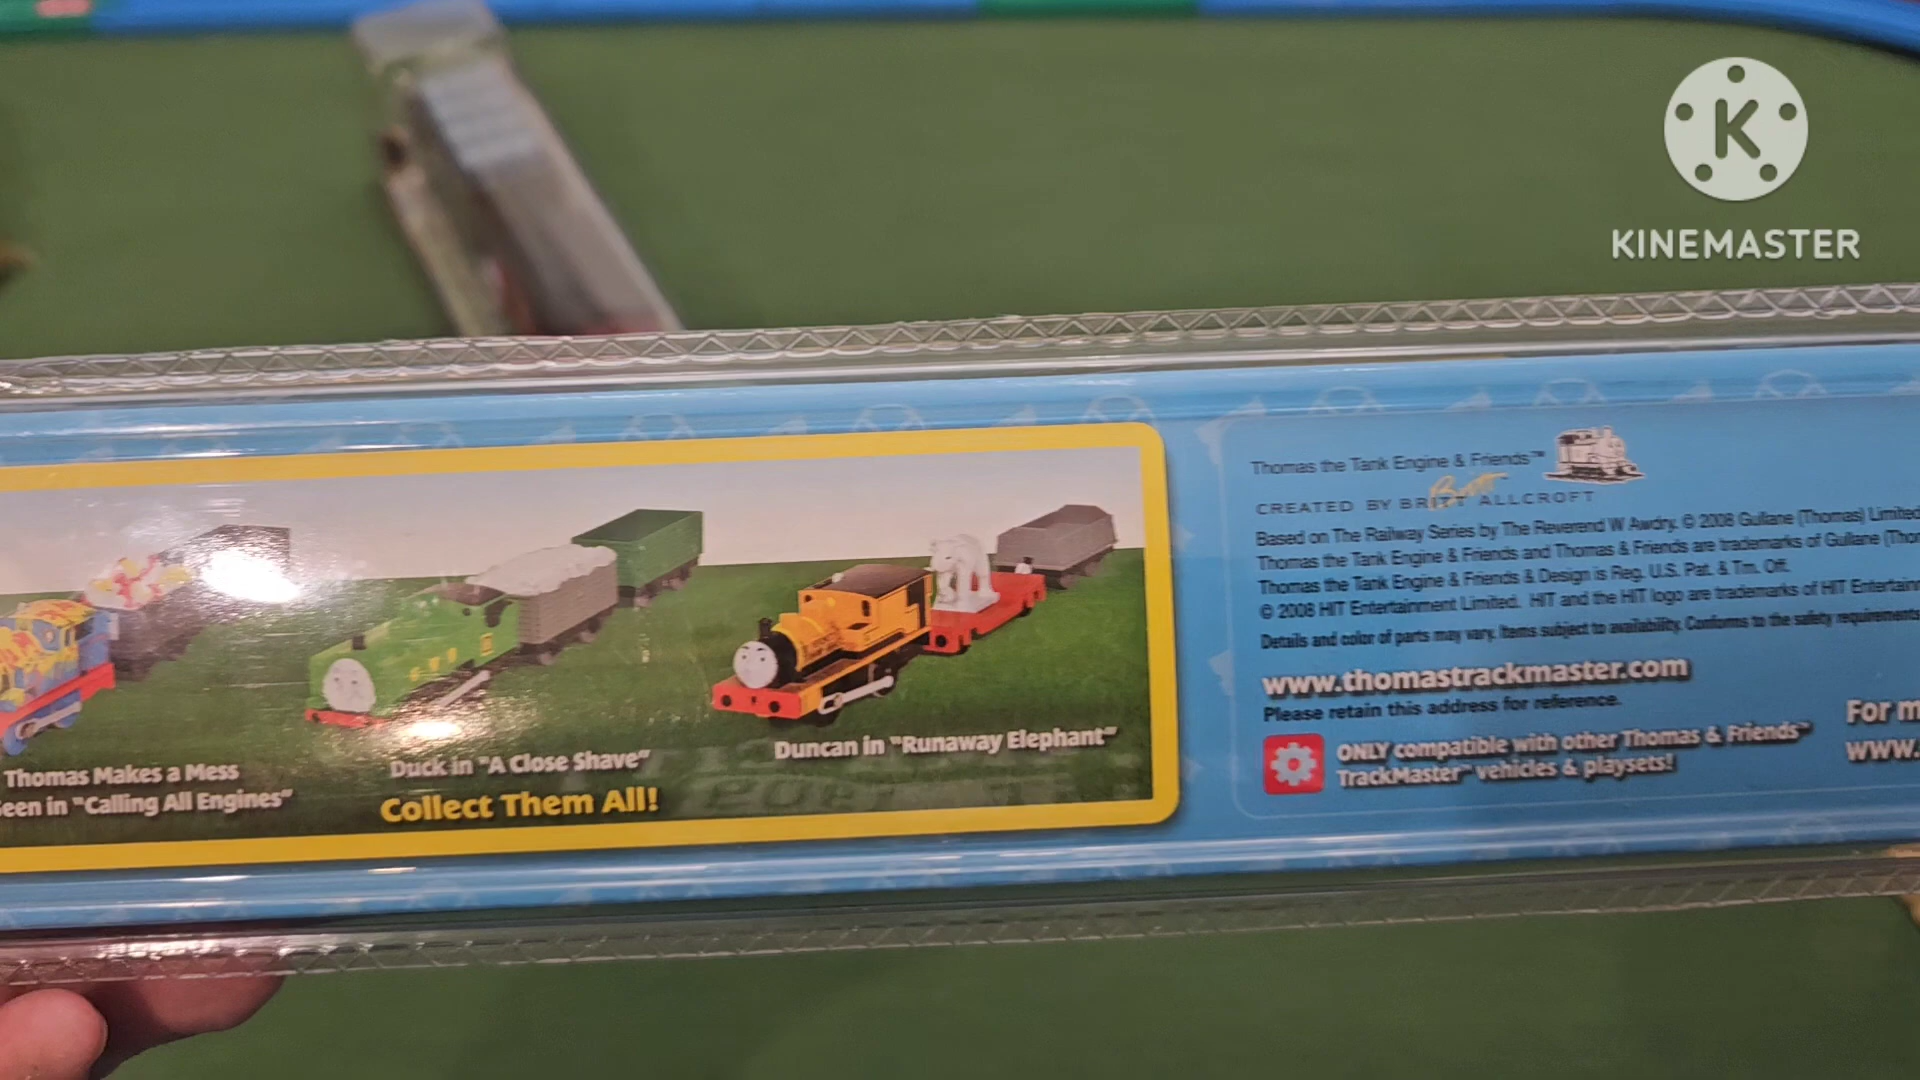 K
KINEMASTER
Thomas Makes a Mess
een in "Calling All Engines"
Duck in "A Close Shave"
Collect Them All!
Duncan in "Runaway Elephant"
Thomas the Tank Engine & Friends™
CREATED BY BRITT ALLCROFT
Based on The Railway Series by The Reverend W Awdry. © 2008 Gullane (Thomas) Limited
Thomas the Tank Engine & Friends and Thomas & Friends are trademarks of Gullane (Thom
Thomas the Tank Engine & Friends & Design is Reg. U.S. Pat. & Tm. Off.
© 2008 HIT Entertainment Limited. HIT and the HIT logo are trademarks of HIT Entertain
Details and color of parts may vary. Items subject to availability. Conforms to the safety requirements
www.thomastrackmaster.com
Please retain this address for reference.
ONLY compatible with other Thomas & Friends™
TrackMaster™ vehicles & playsets!
For m
www.